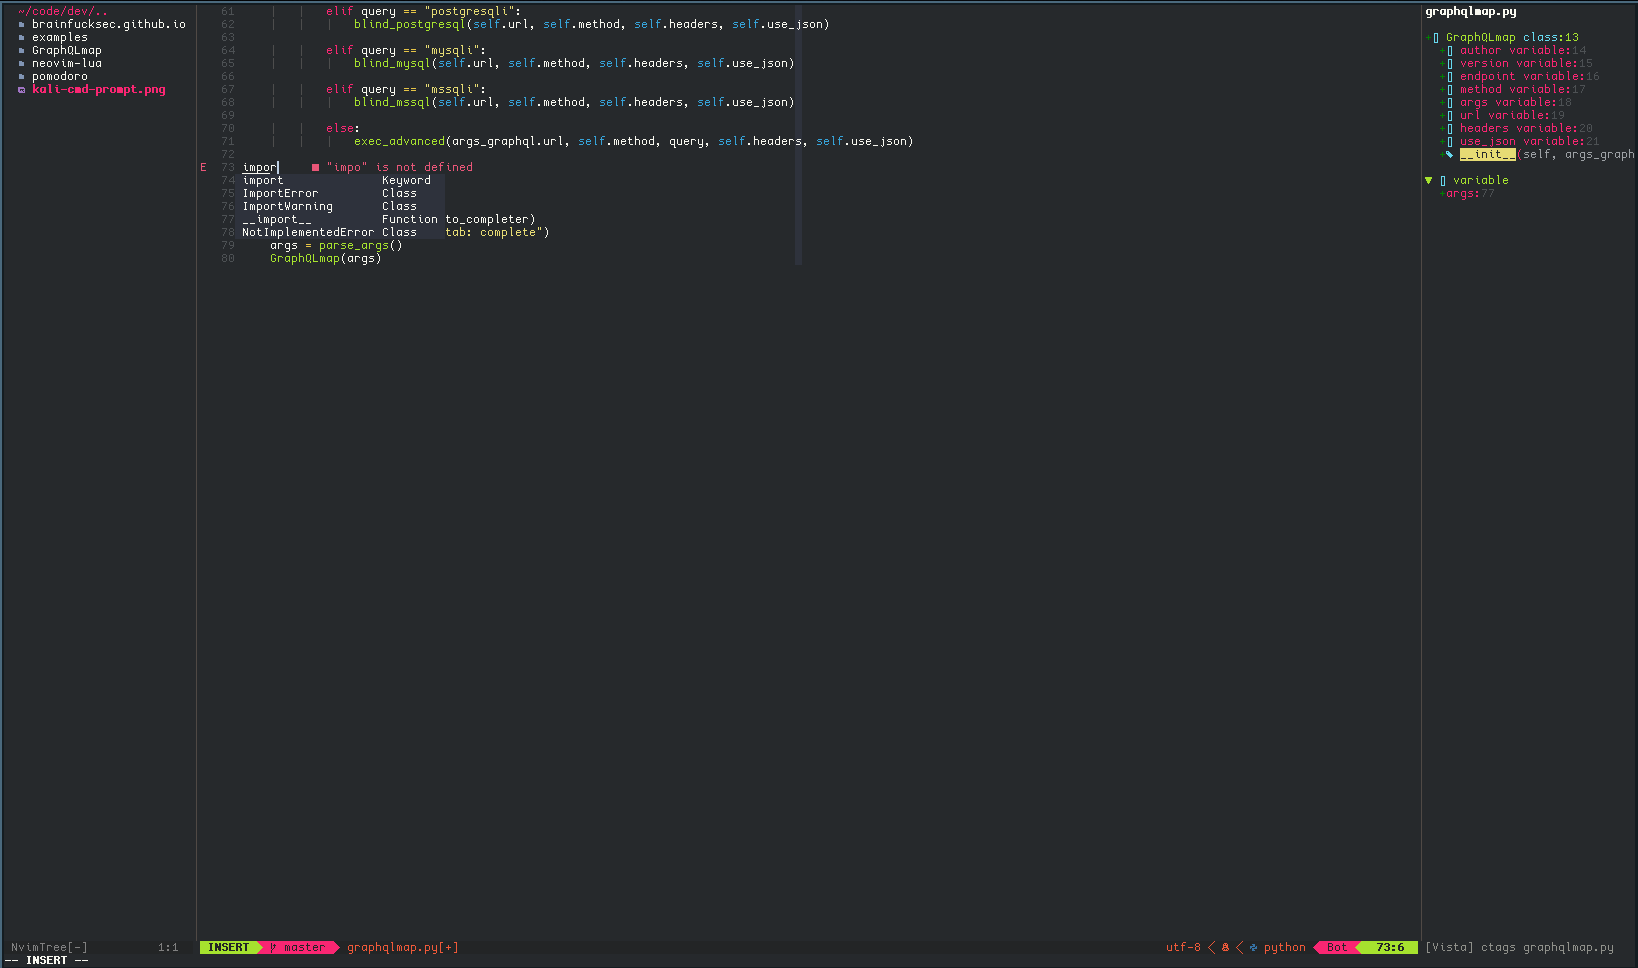 ~/code/dev/..
brainfucksec.github.io
examples
GraphQLmap
neovim-lua
pomodoro
kali-cmd-prompt.png
61 elif query == "postgresqli":
62 blind_postgresql(self.url, self.method, self.headers, self.use_json)
63
64 elif query == "mysqli":
65 blind_mysql(self.url, self.method, self.headers, self.use_json)
66
67 elif query == "mssqli":
68 blind_mssql(self.url, self.method, self.headers, self.use_json)
69
70 else:
71 exec_advanced(args_graphql.url, self.method, query, self.headers, self.use_json)
72
E 73 impor ■ "impo" is not defined
74 import Keyword
75 ImportError Class
76 ImportWarning Class
77 __import__ Function to_completer)
78 NotImplementedError Class tab: complete")
79 args = parse_args()
80 GraphQLmap(args)
graphqlmap.py
GraphQLmap class:13
+ author variable:14
+ version variable:15
+ endpoint variable:16
+ method variable:17
+ args variable:18
+ url variable:19
+ headers variable:20
+ use_json variable:21
+ __init__(self, args_graph
▼ variable
+args:77
NvimTree[-] 1:1
INSERT master graphqlmap.py[+]
utf-8 python Bot 73:6
[Vista] ctags graphqlmap.py
-- INSERT --